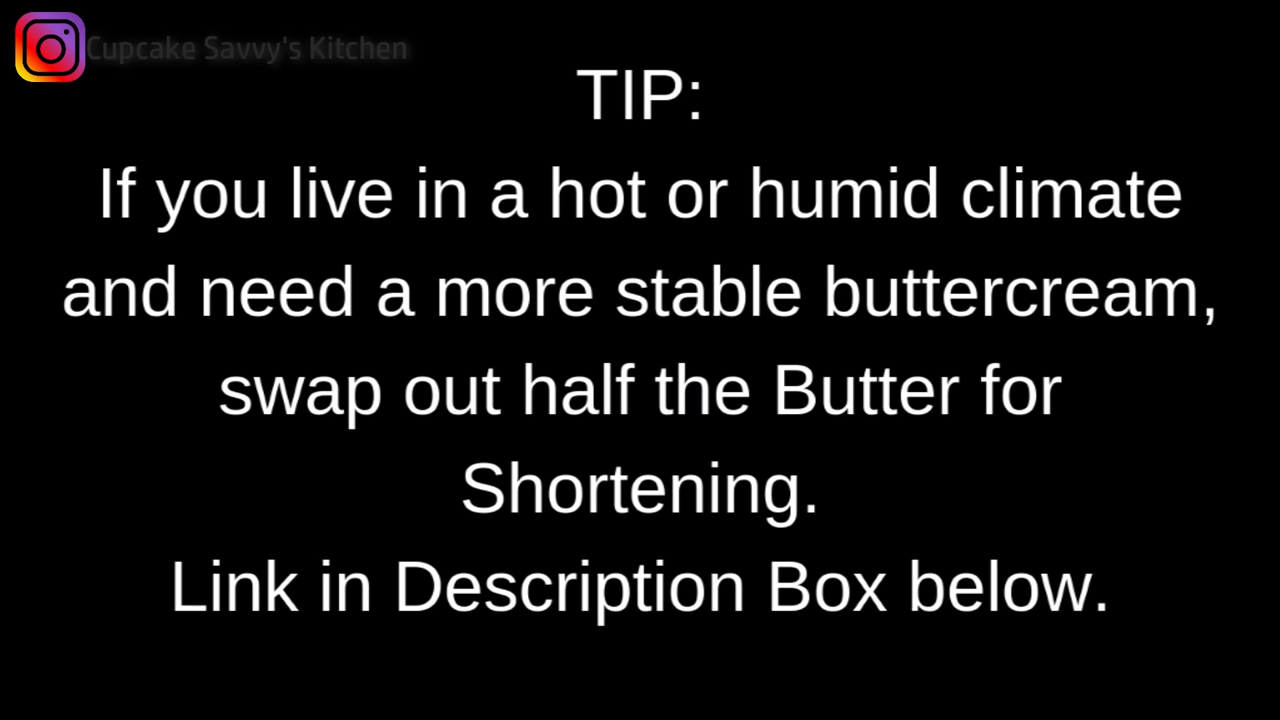 Cupcake Savvy's Kitchen
TIP:
If you live in a hot or humid climate
and need a more stable buttercream,
swap out half the Butter for
Shortening.
Link in Description Box below.